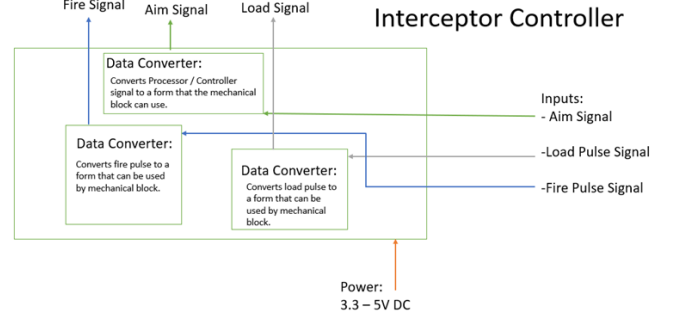 Fire Signal
Aim Signal
Load Signal
Interceptor Controller
Data Converter:
Converts Processor / Controller
signal to a form that the mechanical
block can use.
Inputs:
- Aim Signal
-Load Pulse Signal
-Fire Pulse Signal
Data Converter:
Converts fire pulse to a
form that can be used
by mechanical block.
Data Converter:
Converts load pulse to
a form that can be
used by mechanical
block.
Power:
3.3 – 5V DC